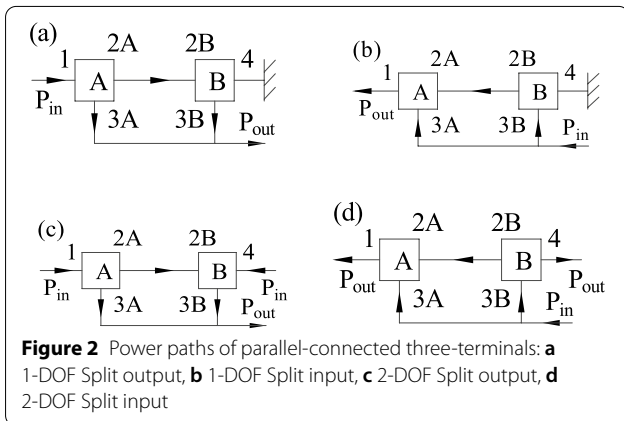 (a)
1 2A 2B 4
P_in A B
3A 3B P_out
(b)
1 2A 2B 4
P_out A B
3A 3B P_in
(c)
1 2A 2B 4
P_in A B P_in
3A 3B P_out
(d)
1 2A 2B 4
P_out A B P_out
3A 3B P_in
Figure 2 Power paths of parallel-connected three-terminals: a
1-DOF Split output, b 1-DOF Split input, c 2-DOF Split output, d
2-DOF Split input